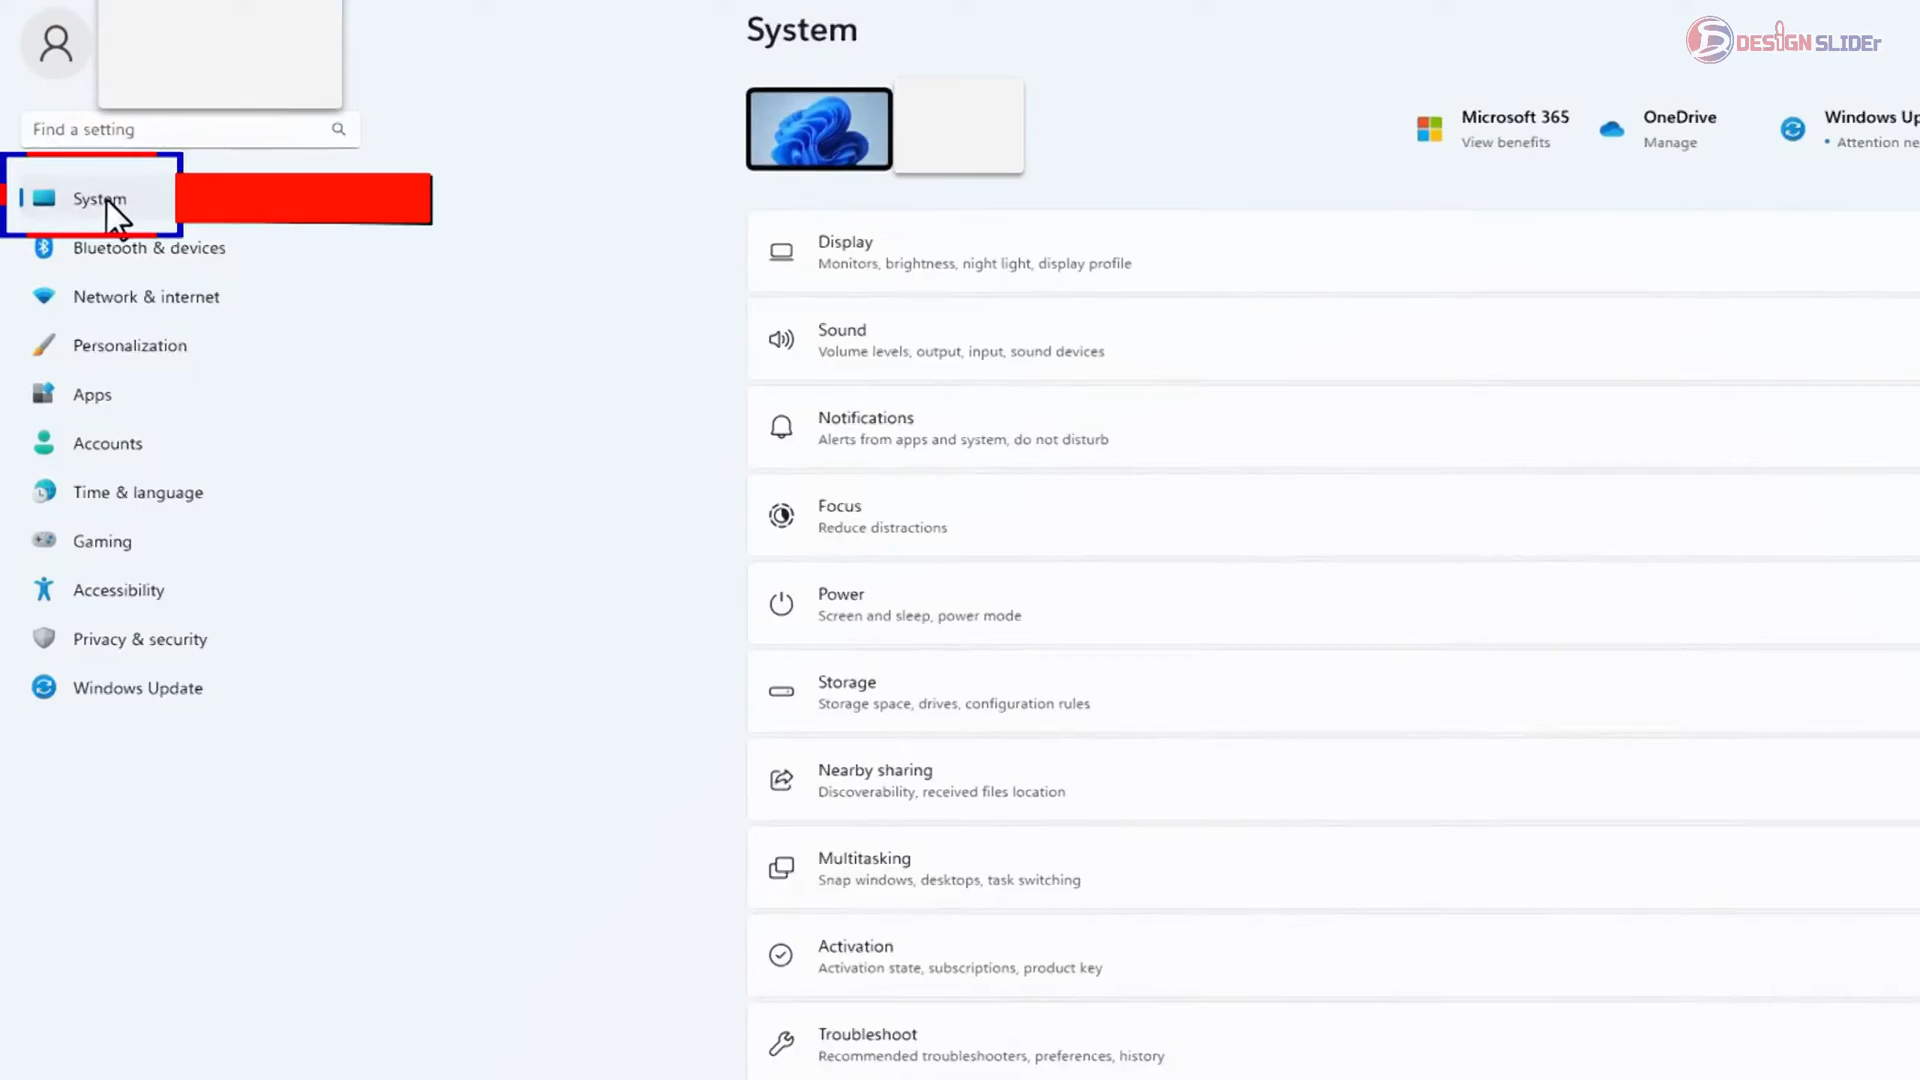 System
DESIGN SLIDEr
Find a setting
Microsoft 365
View benefits
OneDrive
Manage
Windows Up
• Attention ne
System
Bluetooth & devices
Network & internet
Personalization
Apps
Accounts
Time & language
Gaming
Accessibility
Privacy & security
Windows Update
Display
Monitors, brightness, night light, display profile
Sound
Volume levels, output, input, sound devices
Notifications
Alerts from apps and system, do not disturb
Focus
Reduce distractions
Power
Screen and sleep, power mode
Storage
Storage space, drives, configuration rules
Nearby sharing
Discoverability, received files location
Multitasking
Snap windows, desktops, task switching
Activation
Activation state, subscriptions, product key
Troubleshoot
Recommended troubleshooters, preferences, history